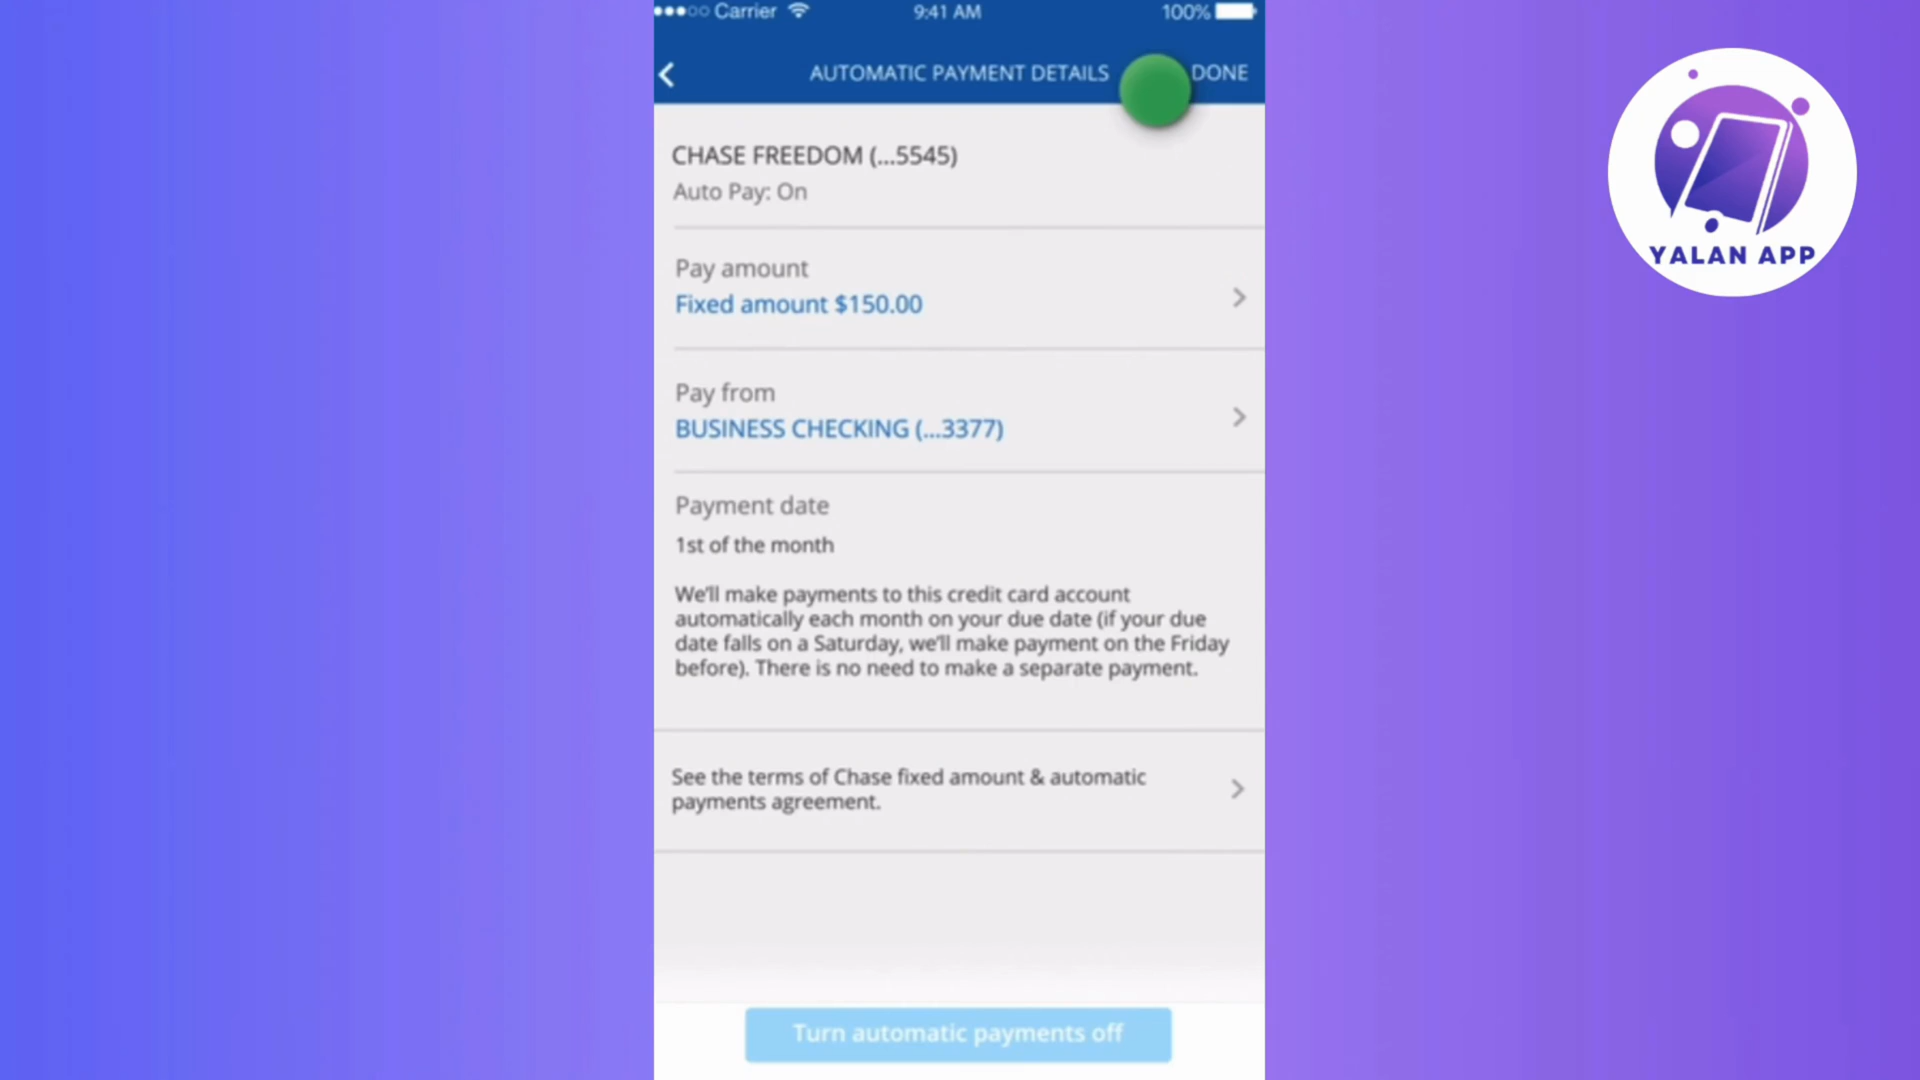 Carrier 9:41 AM 100%
AUTOMATIC PAYMENT DETAILS DONE
CHASE FREEDOM (...5545)
Auto Pay: On
Pay amount
Fixed amount $150.00
Pay from
BUSINESS CHECKING (...3377)
Payment date
1st of the month
We'll make payments to this credit card account
automatically each month on your due date (if your due
date falls on a Saturday, we'll make payment on the Friday
before). There is no need to make a separate payment.
See the terms of Chase fixed amount & automatic
payments agreement.
Turn automatic payments off
YALAN APP